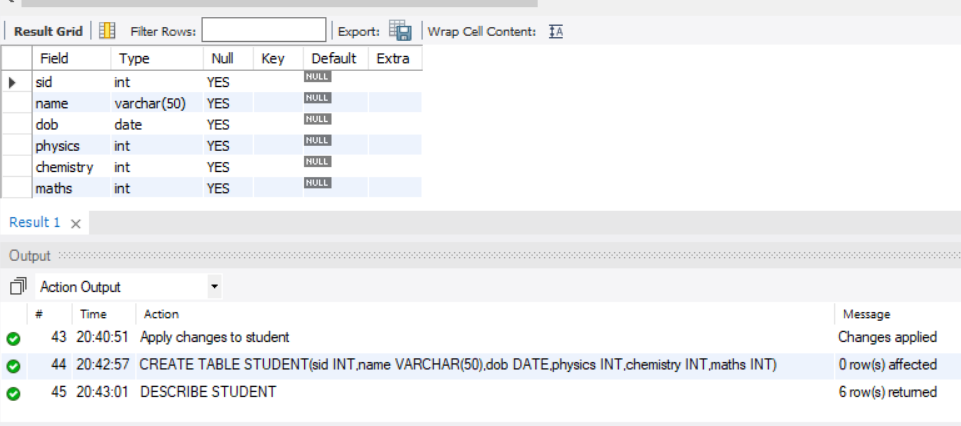 Result Grid Filter Rows: Export: Wrap Cell Content: IA
Field Type Null Key Default Extra
sid int YES NULL
name varchar(50) YES NULL
dob date YES NULL
physics int YES NULL
chemistry int YES NULL
maths int YES NULL
Result 1 ×
Output
Action Output
# Time Action Message
43 20:40:51 Apply changes to student Changes applied
44 20:42:57 CREATE TABLE STUDENT(sid INT,name VARCHAR(50),dob DATE,physics INT,chemistry INT,maths INT) 0 row(s) affected
45 20:43:01 DESCRIBE STUDENT 6 row(s) returned